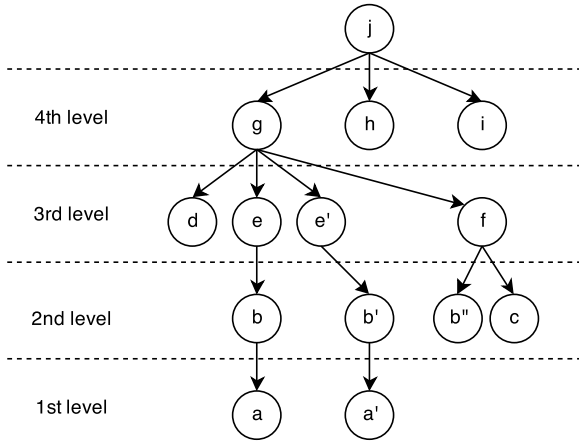 j
4th level
g h i
3rd level
d e e' f
2nd level
b b' b" c
1st level
a a'